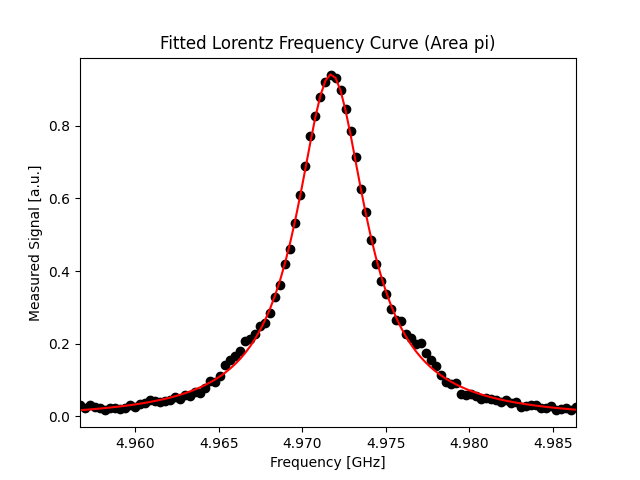 Fitted Lorentz Frequency Curve (Area pi)
Measured Signal [a.u.]
0.8
0.6
0.4
0.2
0.0
4.960 4.965 4.970 4.975 4.980 4.985
Frequency [GHz]